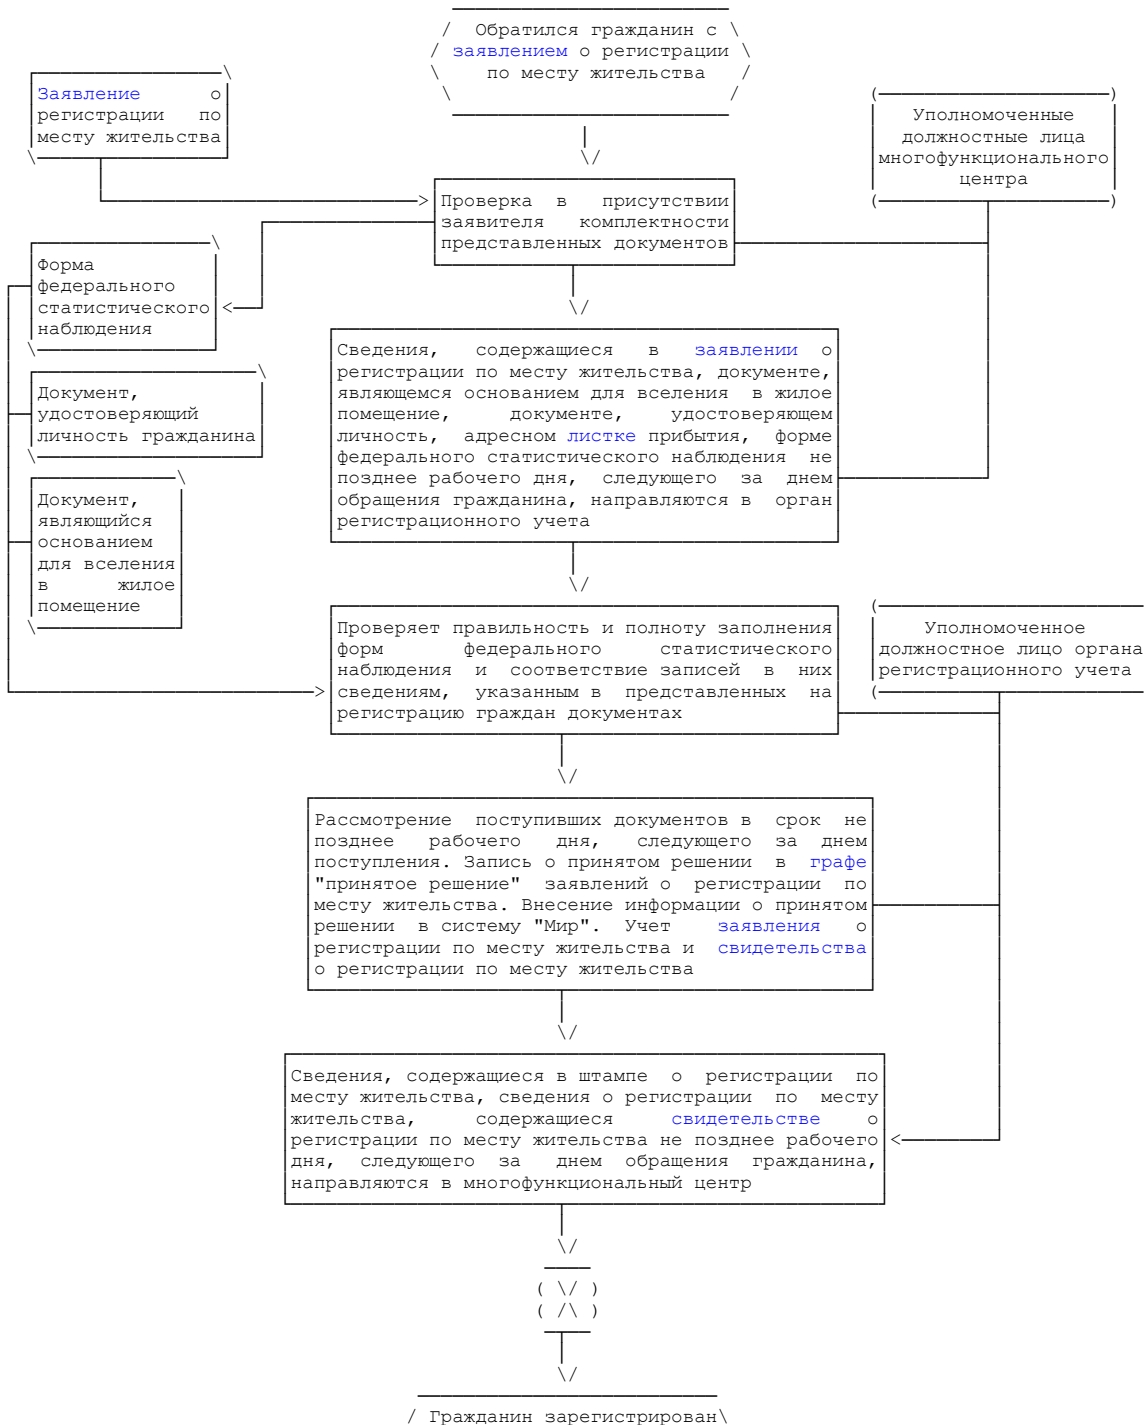 Обратился гражданин с
заявлением о регистрации
по месту жительства
Заявление о
регистрации по
месту жительства
Уполномоченные
должностные лица
многофункционального
центра
Проверка в присутствии
заявителя комплектности
представленных документов
Форма
федерального
статистического
наблюдения
Документ,
удостоверяющий
личность гражданина
Документ,
являющийся
основанием
для вселения
в жилое
помещение
Сведения, содержащиеся в заявлении о
регистрации по месту жительства, документе,
являющемся основанием для вселения в жилое
помещение, документе, удостоверяющем
личность, адресном листке прибытия, форме
федерального статистического наблюдения не
позднее рабочего дня, следующего за днем
обращения гражданина, направляются в орган
регистрационного учета
Проверяет правильность и полноту заполнения
форм федерального статистического
наблюдения и соответствие записей в них
сведениям, указанным в представленных на
регистрацию граждан документах
Уполномоченное
должностное лицо органа
регистрационного учета
Рассмотрение поступивших документов в срок не
позднее рабочего дня, следующего за днем
поступления. Запись о принятом решении в графе
"принятое решение" заявлений о регистрации по
месту жительства. Внесение информации о принятом
решении в систему "Мир". Учет заявления о
регистрации по месту жительства и свидетельства
о регистрации по месту жительства
Сведения, содержащиеся в штампе о регистрации по
месту жительства, сведения о регистрации по месту
жительства, содержащиеся свидетельстве о
регистрации по месту жительства не позднее рабочего
дня, следующего за днем обращения гражданина,
направляются в многофункциональный центр
Гражданин зарегистрирован